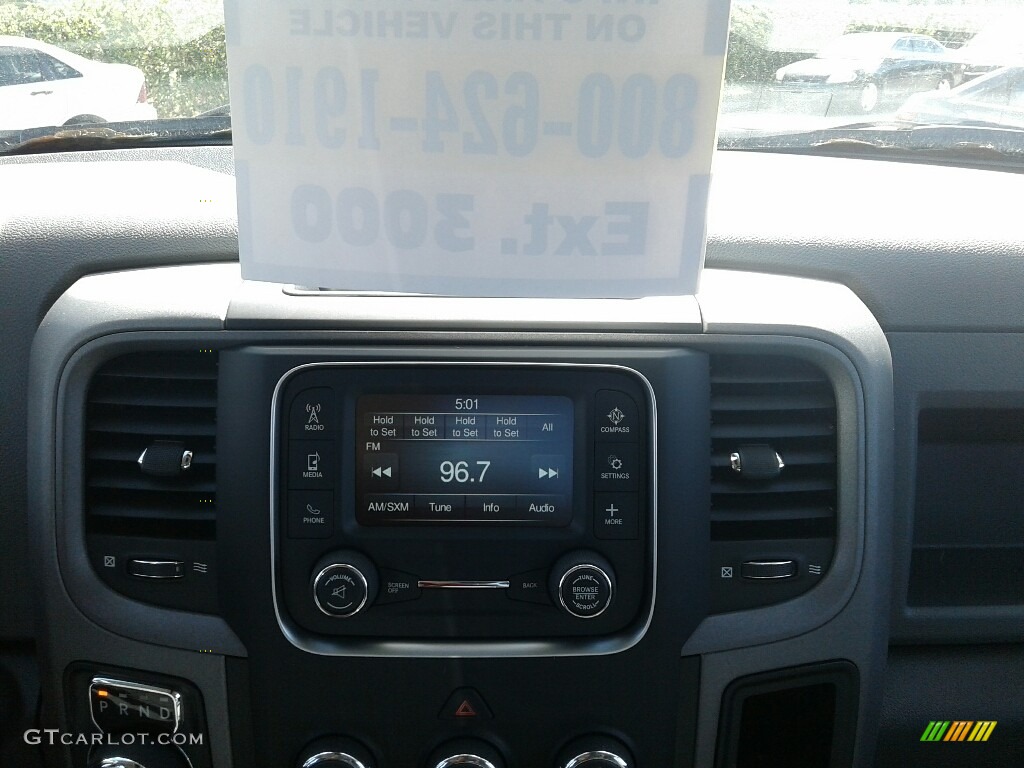 ON THIS VEHICLE
800-624-1910
Ext. 3000
5:01
Hold to Set
Hold to Set
Hold to Set
Hold to Set
All
FM
96.7
AM/SXM
Tune
Info
Audio
RADIO
MEDIA
PHONE
COMPASS
SETTINGS
MORE
VOLUME
SCREEN OFF
BACK
TUNE
BROWSE
ENTER
SCROLL
P R N D
GTCARLOT.COM